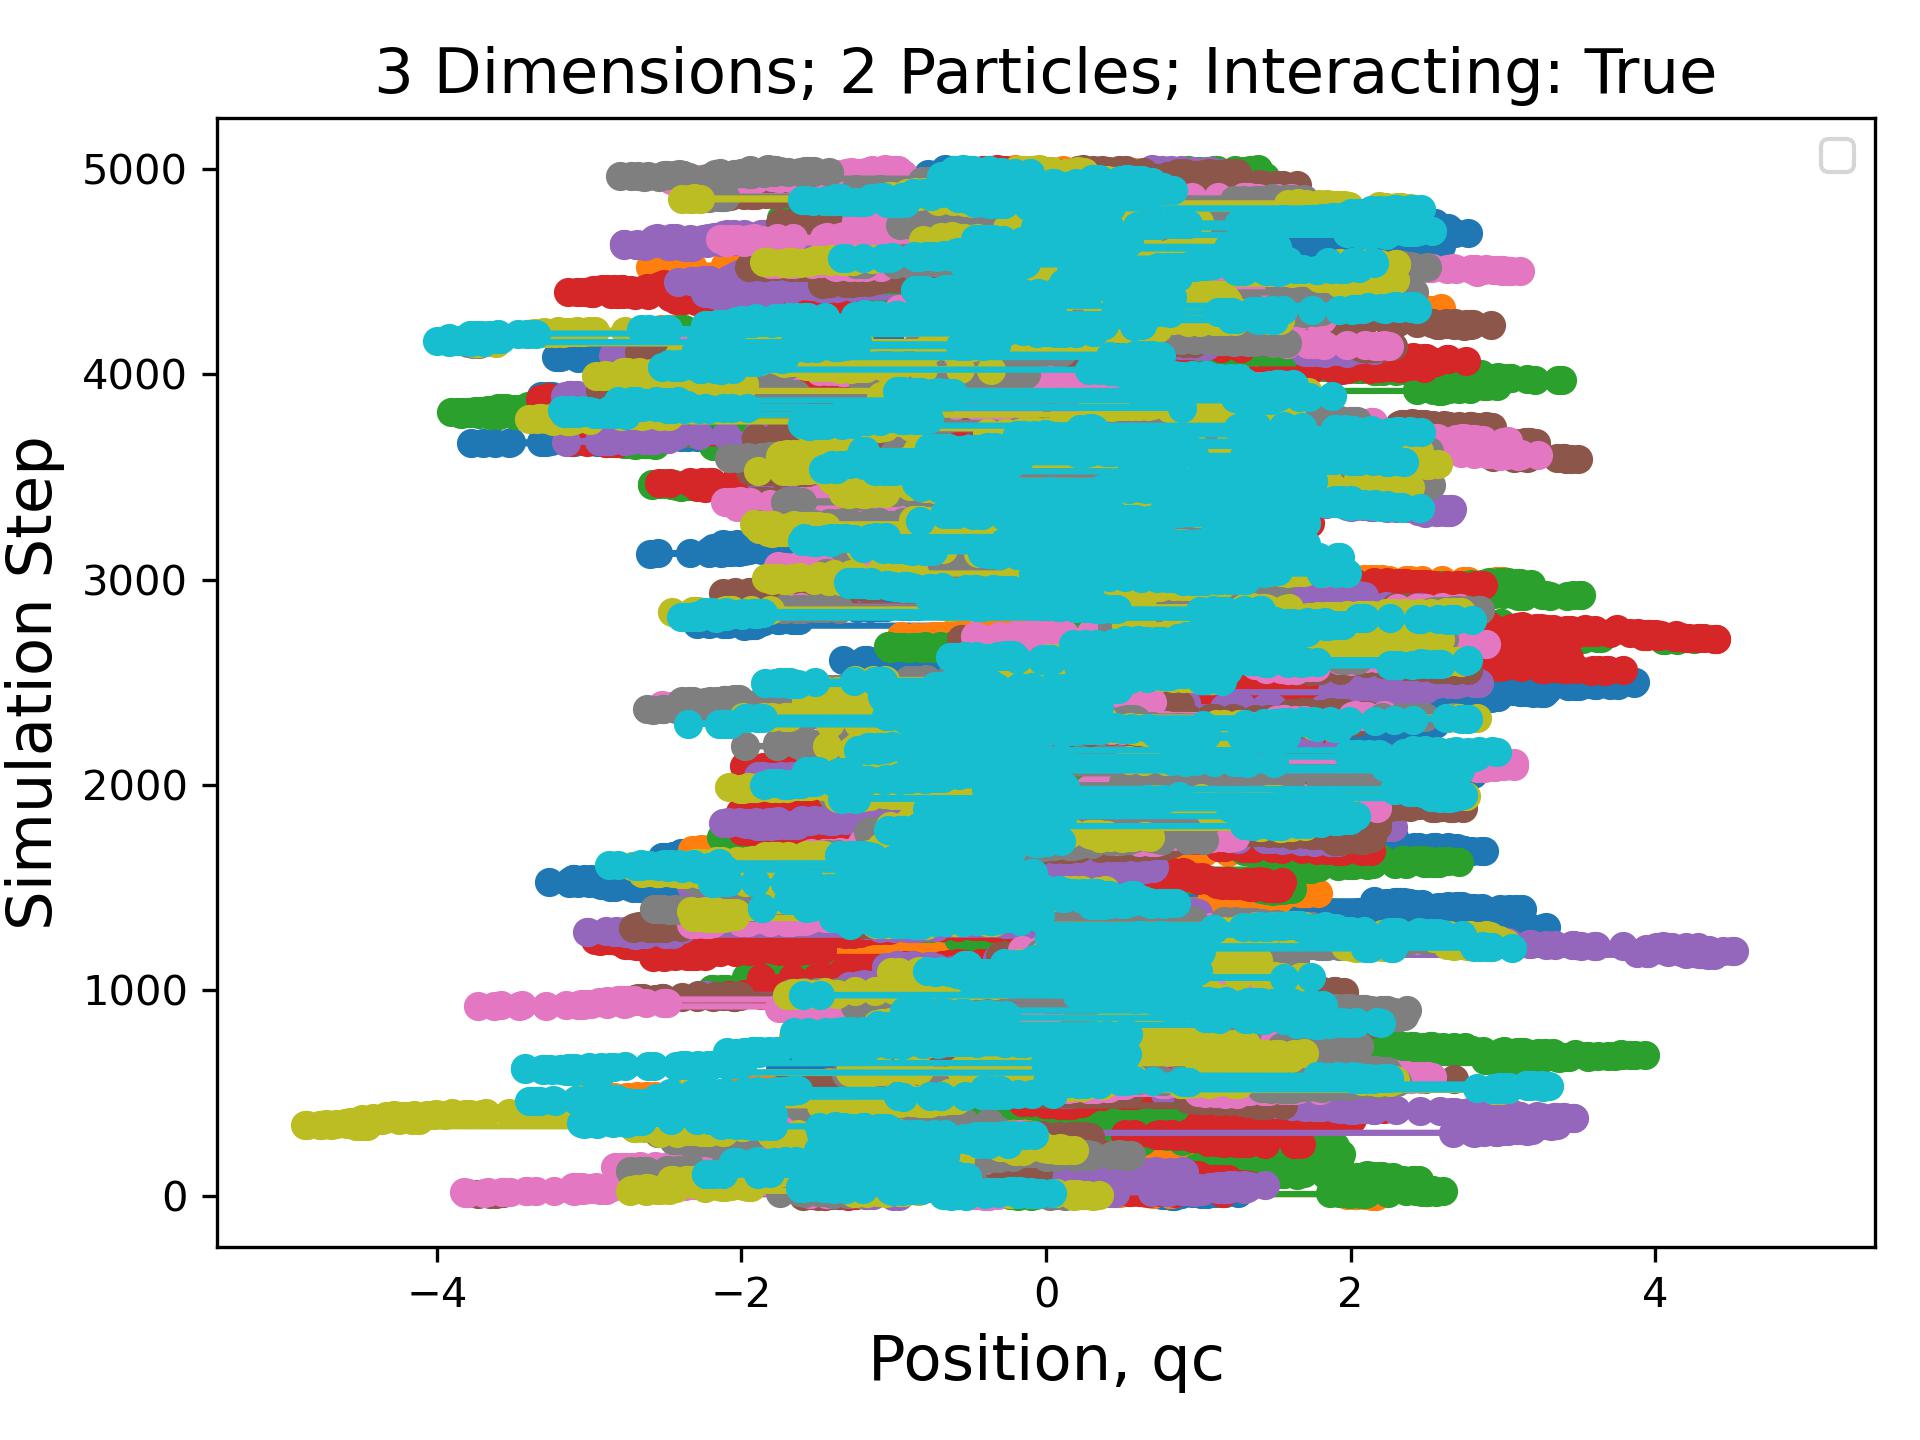 3 Dimensions; 2 Particles; Interacting: True
Simulation Step
5000
4000
3000
2000
1000
0
−4 −2 0 2 4
Position, qc